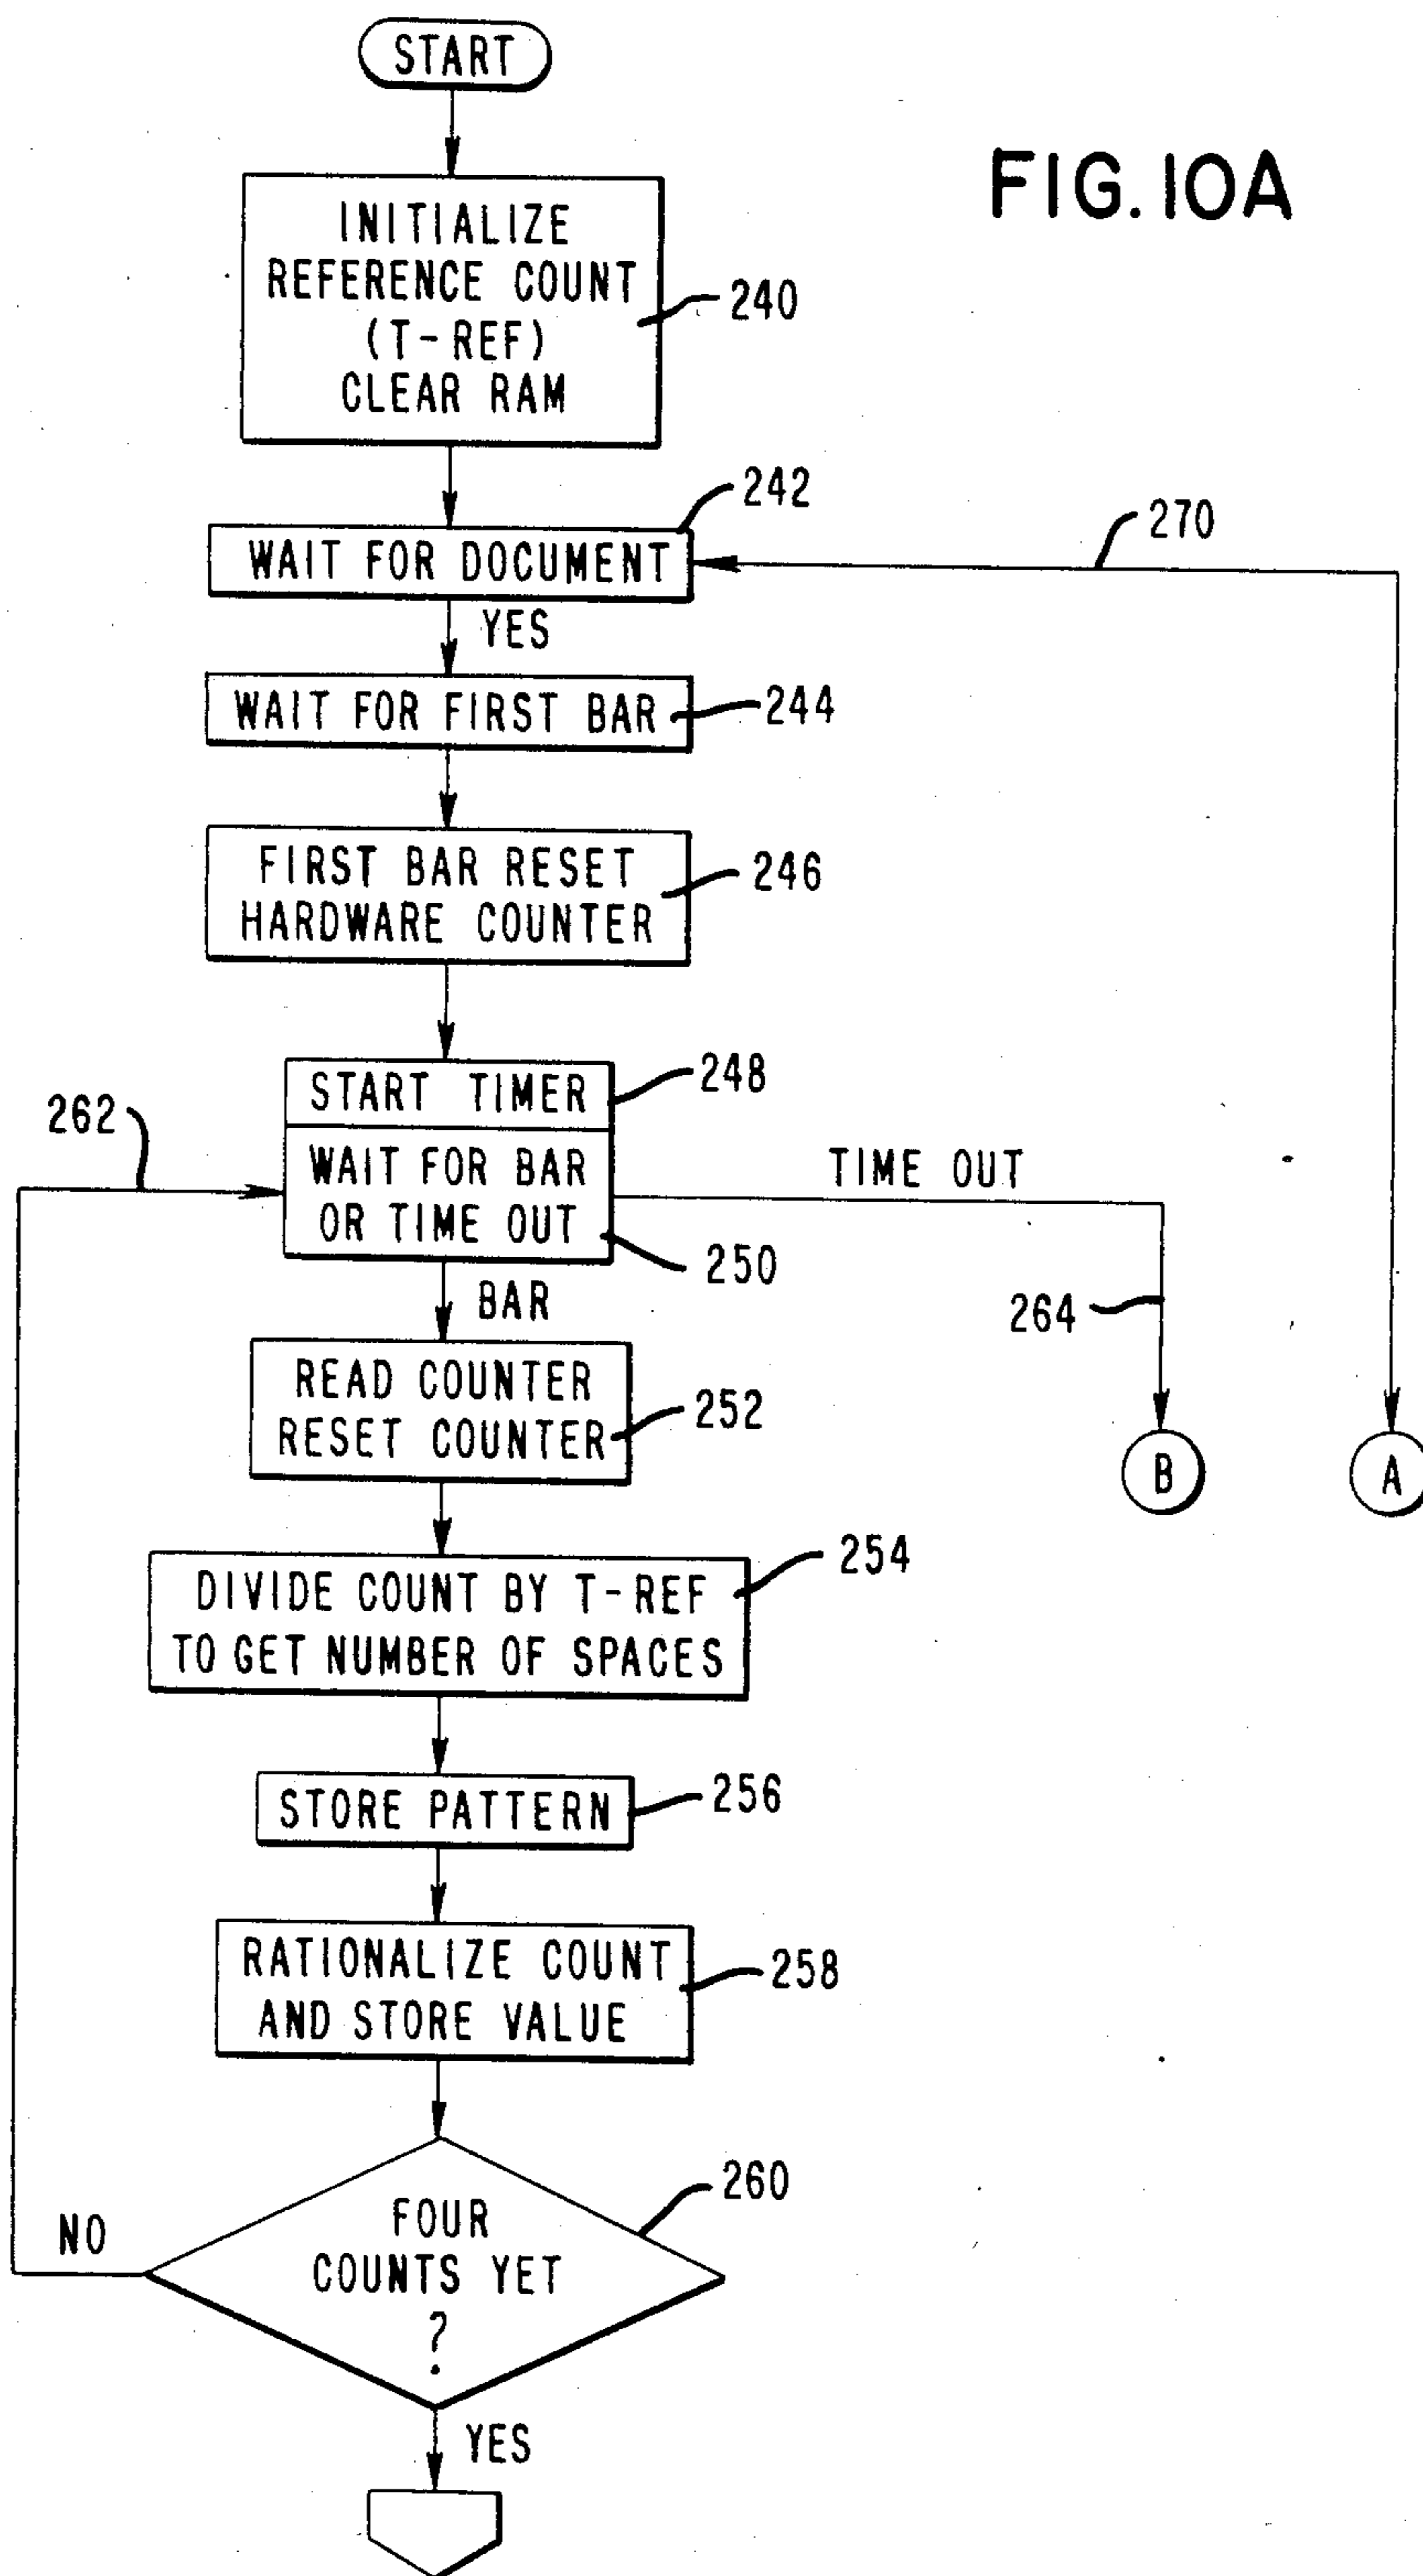 START
FIG. 10A
INITIALIZE
REFERENCE COUNT
(T-REF)
CLEAR RAM
240
242
WAIT FOR DOCUMENT
270
YES
WAIT FOR FIRST BAR
244
FIRST BAR RESET
HARDWARE COUNTER
246
START TIMER
248
262
WAIT FOR BAR
OR TIME OUT
TIME OUT
250
BAR
264
READ COUNTER
RESET COUNTER
252
B
A
DIVIDE COUNT BY T-REF
TO GET NUMBER OF SPACES
254
STORE PATTERN
256
RATIONALIZE COUNT
AND STORE VALUE
258
260
FOUR
COUNTS YET
?
NO
YES